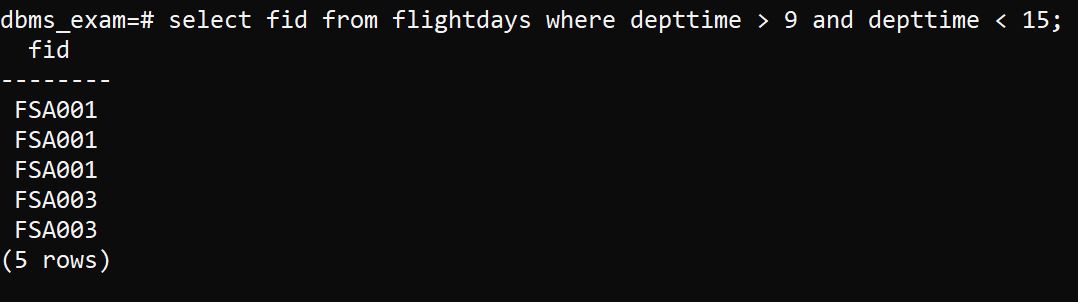 dbms_exam=# select fid from flightdays where depttime > 9 and depttime < 15;
fid
--------
FSA001
FSA001
FSA001
FSA003
FSA003
(5 rows)